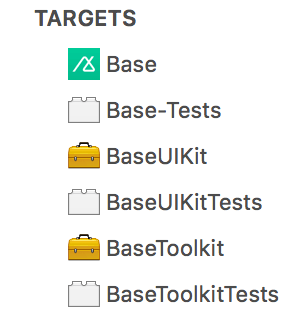 TARGETS
Base
Base-Tests
BaseUIKit
BaseUIKitTests
BaseToolkit
BaseToolkitTests